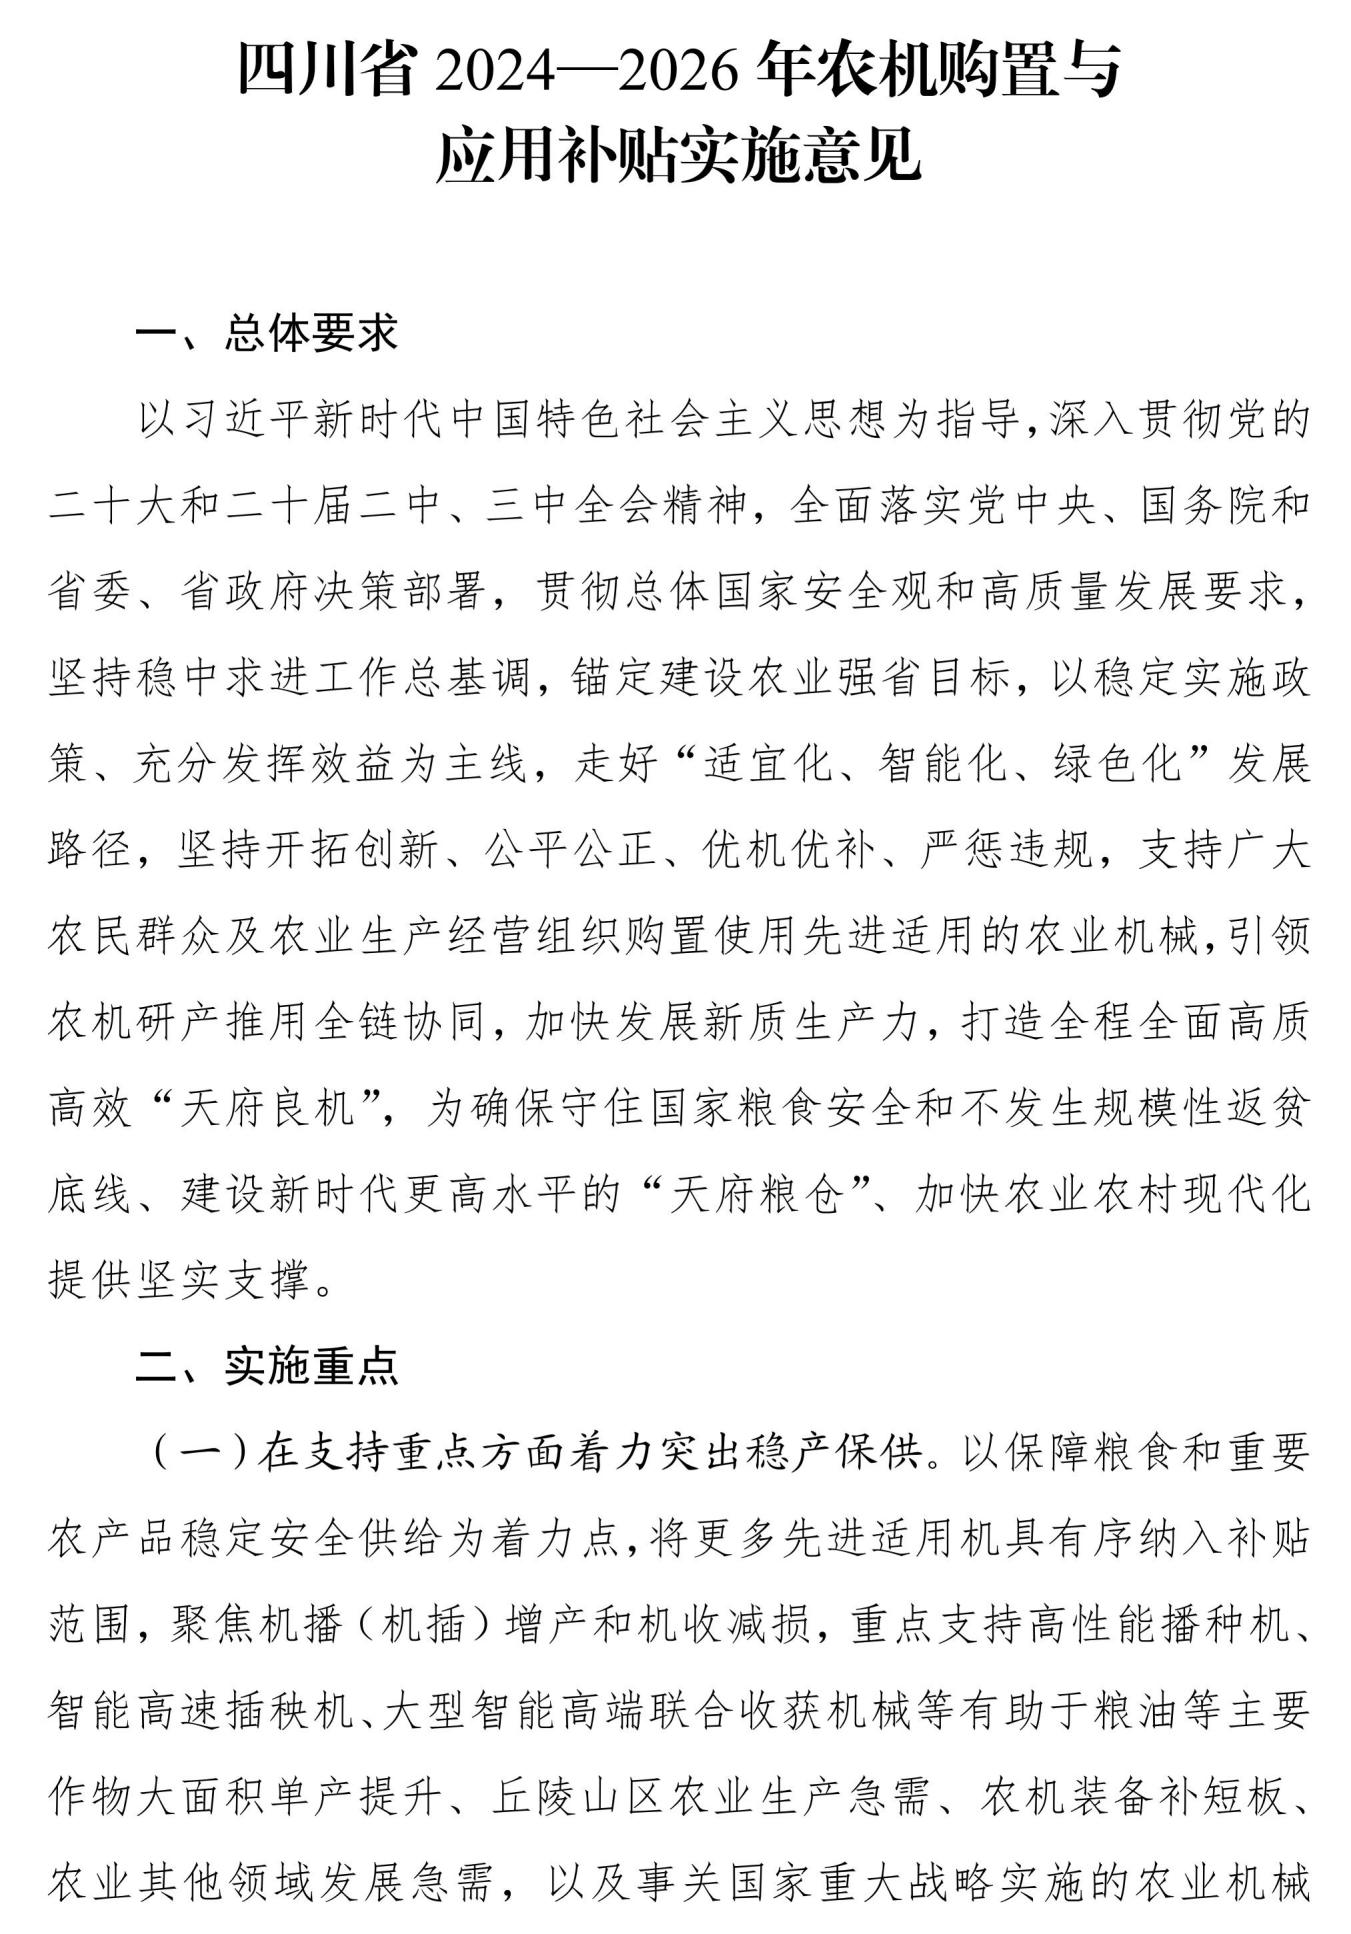 四川省 2024—2026 年农机购置与
应用补贴实施意见
一、总体要求
以习近平新时代中国特色社会主义思想为指导，深入贯彻党的
二十大和二十届二中、三中全会精神，全面落实党中央、国务院和
省委、省政府决策部署，贯彻总体国家安全观和高质量发展要求，
坚持稳中求进工作总基调，锚定建设农业强省目标，以稳定实施政
策、充分发挥效益为主线，走好“适宜化、智能化、绿色化”发展
路径，坚持开拓创新、公平公正、优机优补、严惩违规，支持广大
农民群众及农业生产经营组织购置使用先进适用的农业机械，引领
农机研产推用全链协同，加快发展新质生产力，打造全程全面高质
高效“天府良机”，为确保守住国家粮食安全和不发生规模性返贫
底线、建设新时代更高水平的“天府粮仓”、加快农业农村现代化
提供坚实支撑。
二、实施重点
（一）在支持重点方面着力突出稳产保供。以保障粮食和重要
农产品稳定安全供给为着力点，将更多先进适用机具有序纳入补贴
范围，聚焦机播（机插）增产和机收减损，重点支持高性能播种机、
智能高速插秧机、大型智能高端联合收获机械等有助于粮油等主要
作物大面积单产提升、丘陵山区农业生产急需、农机装备补短板、
农业其他领域发展急需，以及事关国家重大战略实施的农业机械